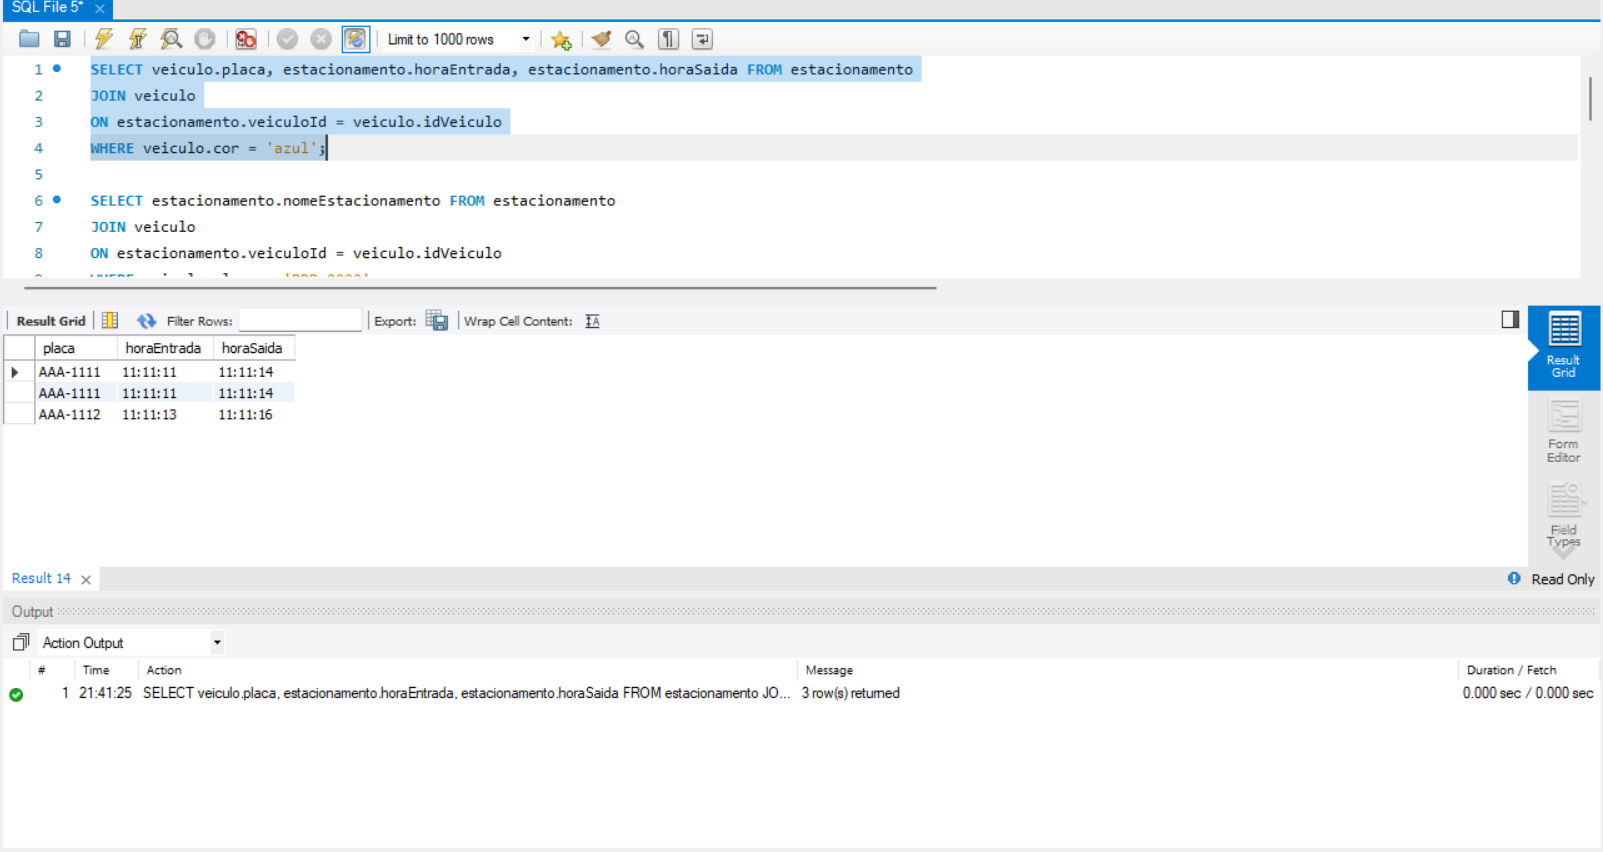 SQL File 5*
Limit to 1000 rows
1 SELECT veiculo.placa, estacionamento.horaEntrada, estacionamento.horaSaida FROM estacionamento
2 JOIN veiculo
3 ON estacionamento.veiculoId = veiculo.idVeiculo
4 WHERE veiculo.cor = 'azul';
5
6 SELECT estacionamento.nomeEstacionamento FROM estacionamento
7 JOIN veiculo
8 ON estacionamento.veiculoId = veiculo.idVeiculo
Result Grid Filter Rows: Export: Wrap Cell Content:
placa horaEntrada horaSaida
AAA-1111 11:11:11 11:11:14
AAA-1111 11:11:11 11:11:14
AAA-1112 11:11:13 11:11:16
Result
Grid
Form
Editor
Field
Types
Result 14
Read Only
Output
Action Output
# Time Action Message Duration / Fetch
1 21:41:25 SELECT veiculo.placa, estacionamento.horaEntrada, estacionamento.horaSaida FROM estacionamento JO... 3 row(s) returned 0.000 sec / 0.000 sec